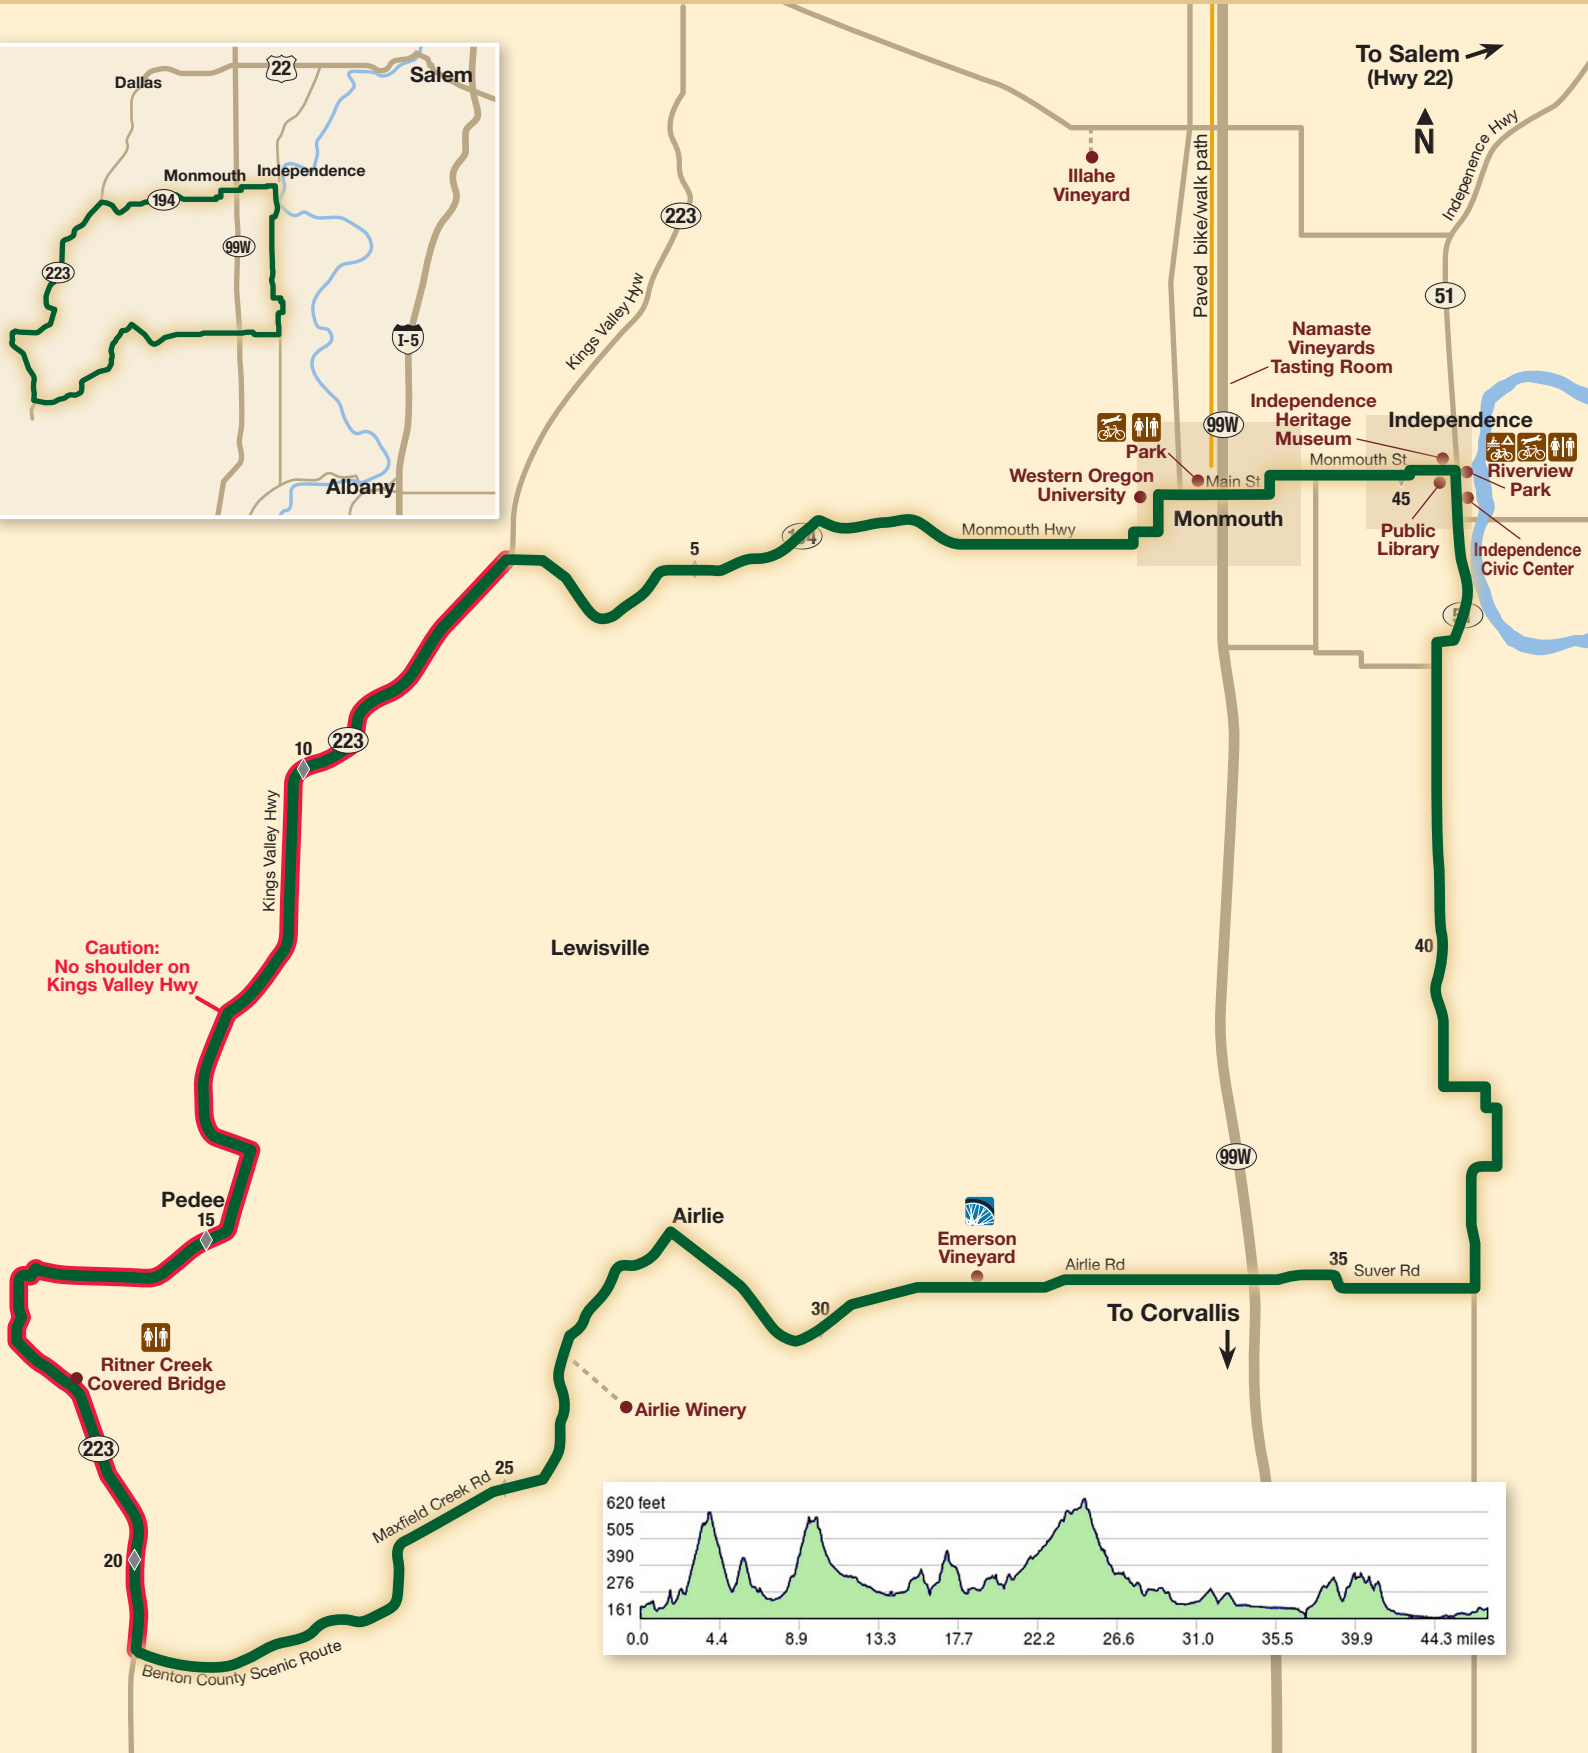 Dallas
22
Salem
Monmouth
Independence
194
99W
223
I-5
Albany
To Salem
(Hwy 22)
N
Indepenence Hwy
Illahe
Vineyard
Paved bike/walk path
223
Kings Valley Hyw
51
Namaste
Vineyards
Tasting Room
Independence
Heritage
Museum
99W
Independence
Park
Western Oregon
University
Main St
Monmouth St
45
Riverview
Park
Monmouth
Public
Library
Independence
Civic Center
Monmouth Hwy
5
10
223
Kings Valley Hwy
Caution:
No shoulder on
Kings Valley Hwy
Lewisville
40
99W
Pedee
15
Airlie
Emerson
Vineyard
Airlie Rd
35
Suver Rd
30
To Corvallis
Ritner Creek
Covered Bridge
Airlie Winery
223
Maxfield Creek Rd
25
20
Benton County Scenic Route
620 feet
505
390
276
161
0.0
4.4
8.9
13.3
17.7
22.2
26.6
31.0
35.5
39.9
44.3 miles